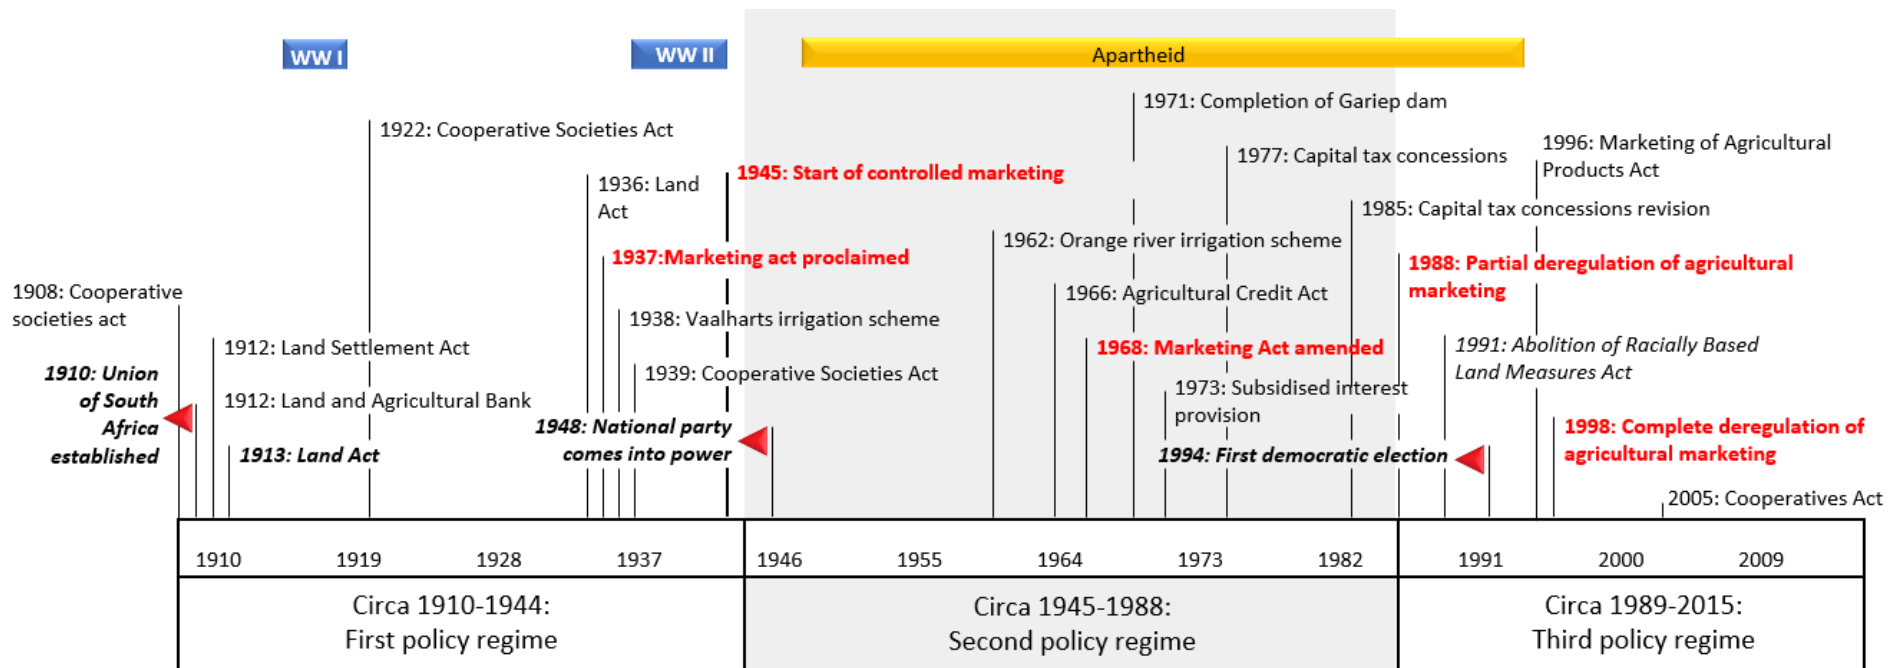 WW I
WW II
Apartheid
1971: Completion of Gariep dam
1922: Cooperative Societies Act
1996: Marketing of Agricultural
Products Act
1977: Capital tax concessions
1945: Start of controlled marketing
1936: Land
Act
1985: Capital tax concessions revision
1962: Orange river irrigation scheme
1937:Marketing act proclaimed
1988: Partial deregulation of agricultural
marketing
1908: Cooperative
societies act
1966: Agricultural Credit Act
1938: Vaalharts irrigation scheme
1912: Land Settlement Act
1968: Marketing Act amended
1991: Abolition of Racially Based
Land Measures Act
1910: Union
of South
Africa
established
1939: Cooperative Societies Act
1973: Subsidised interest
provision
1912: Land and Agricultural Bank
1948: National party
comes into power
1998: Complete deregulation of
agricultural marketing
1913: Land Act
1994: First democratic election
2005: Cooperatives Act
1910 1919 1928 1937 1946 1955 1964 1973 1982 1991 2000 2009
Circa 1910-1944:
First policy regime
Circa 1945-1988:
Second policy regime
Circa 1989-2015:
Third policy regime